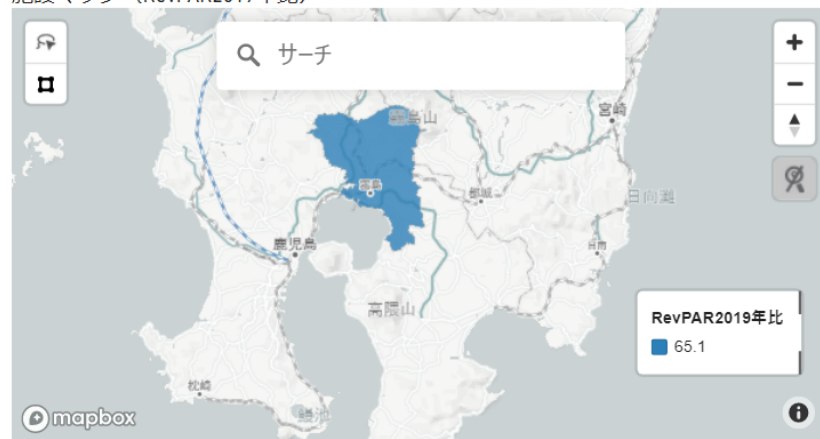 サーチ
霧島山
宮崎
霧島
都城
日向灘
鹿児島
日南
高隈山
RevPAR2019年比
65.1
枕崎
鰻池
mapbox